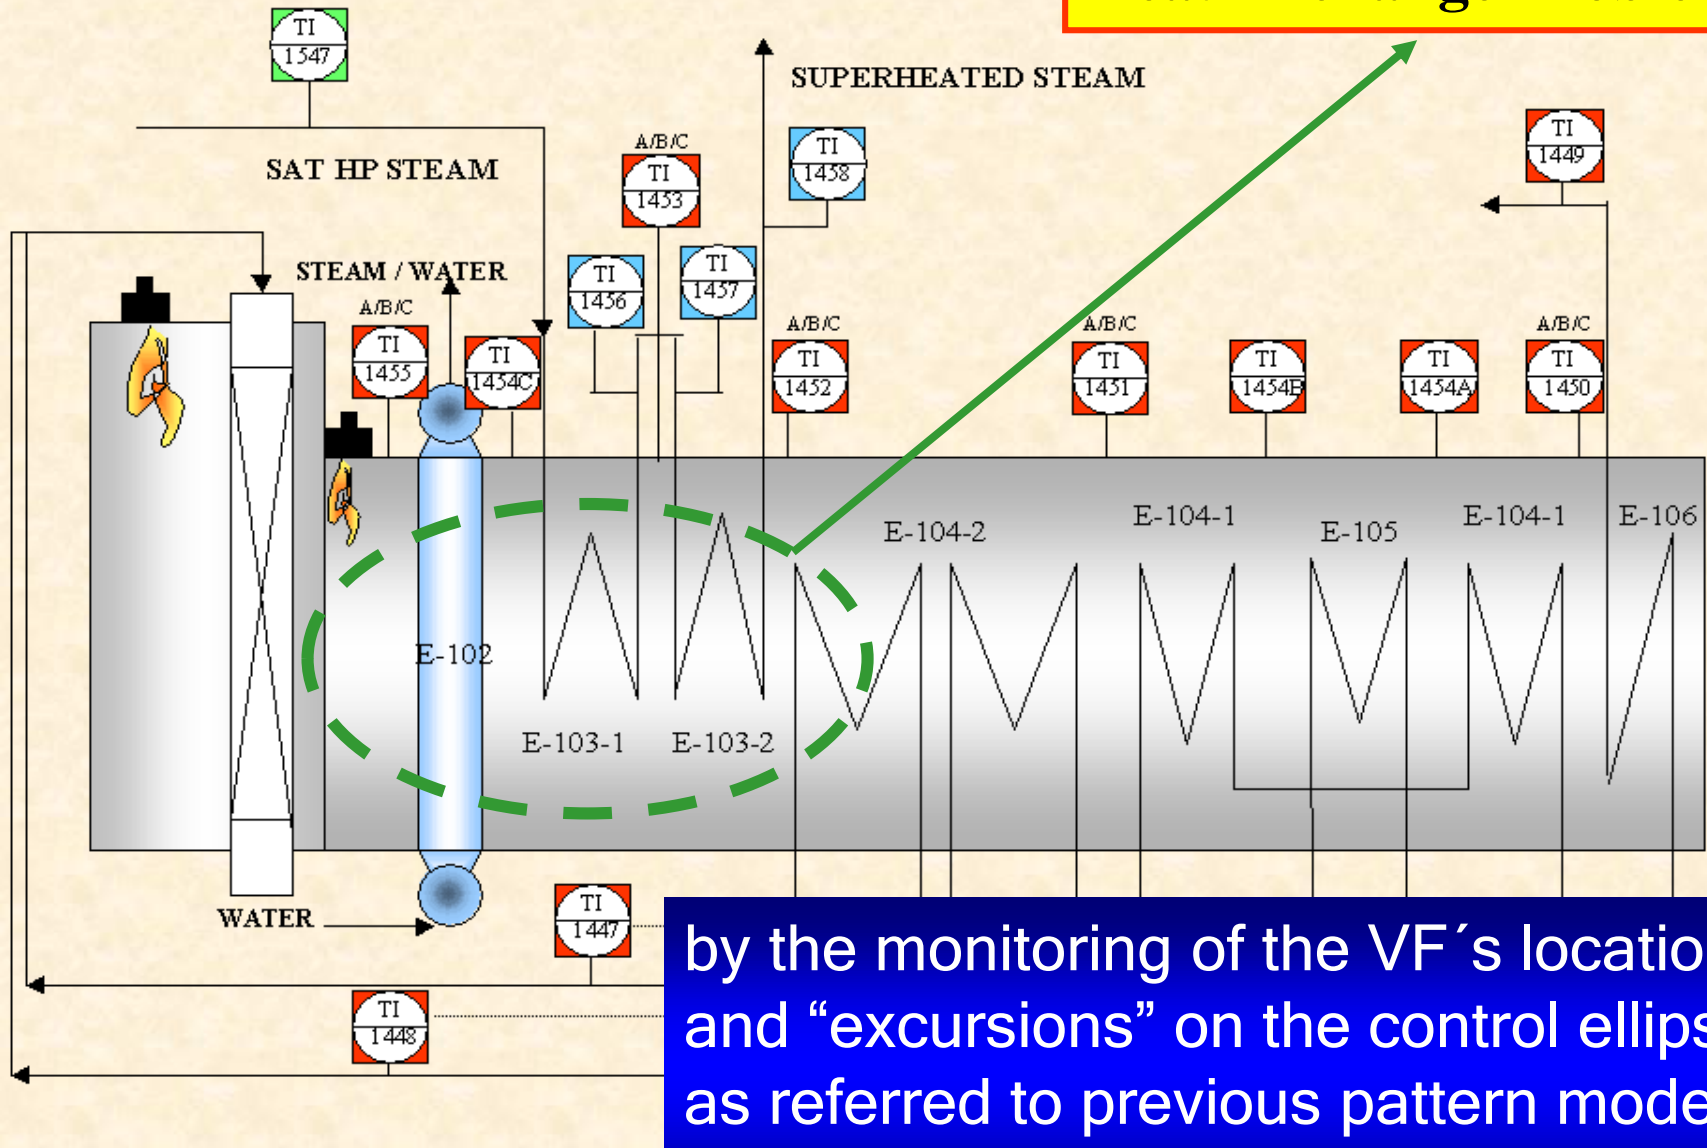 TI
1547
SUPERHEATED STEAM
SAT HP STEAM
A/B/C
TI
1453
TI
1458
TI
1449
STEAM / WATER
TI
1456
TI
1457
A/B/C
TI
1455
TI
1454C
A/B/C
TI
1452
A/B/C
TI
1451
TI
1454B
TI
1454A
A/B/C
TI
1450
E-104-2
E-104-1
E-105
E-104-1
E-106
E-102
E-103-1
E-103-2
WATER
TI
1447
TI
1448
by the monitoring of the VF´s locatio
and “excursions” on the control ellips
as referred to previous pattern mode